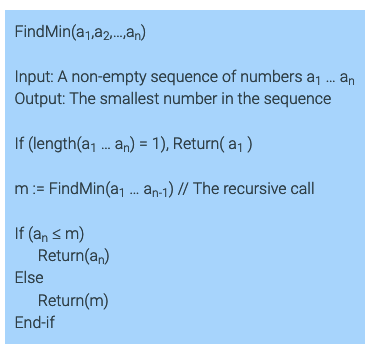 FindMin(a₁,a₂,...,aₙ)
Input: A non-empty sequence of numbers a₁ ... aₙ
Output: The smallest number in the sequence
If (length(a₁ ... aₙ) = 1), Return( a₁ )
m := FindMin(a₁ ... aₙ₋₁) // The recursive call
If (aₙ ≤ m)
Return(aₙ)
Else
Return(m)
End-if